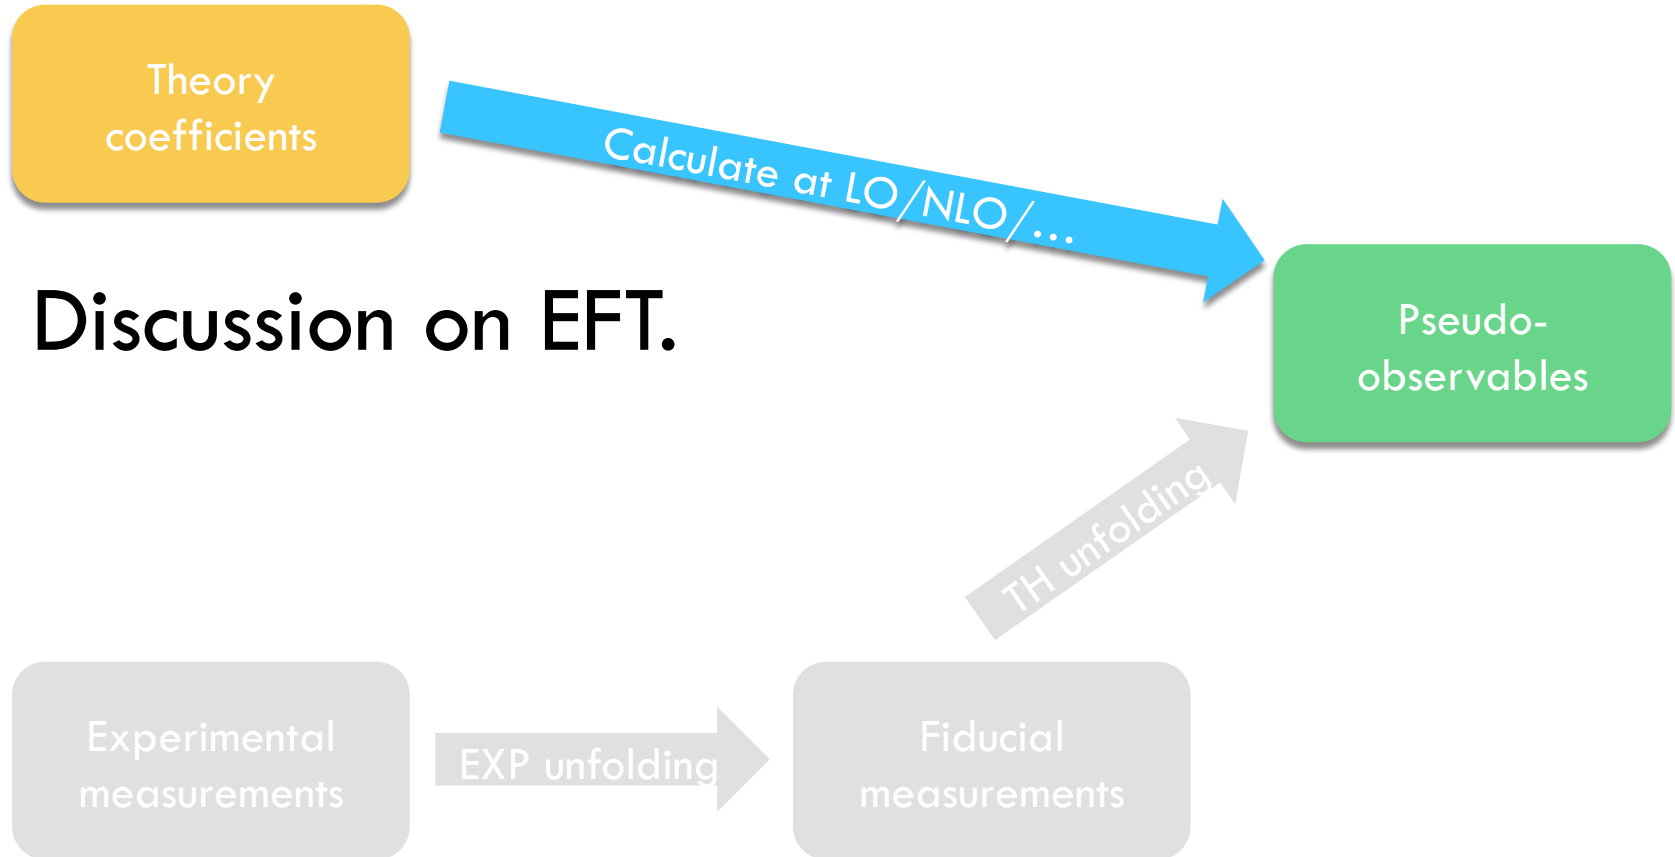 Theory
coefficients
Calculate at LO/NLO/...
Discussion on EFT.
Pseudo-
observables
TH unfolding
Experimental
measurements
EXP unfolding
Fiducial
measurements